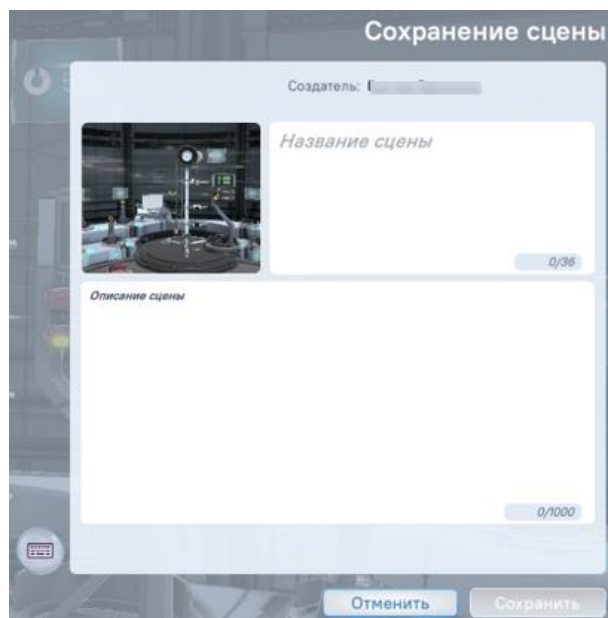 Сохранение сцены
Создатель:
Название сцены
0/36
Описание сцены
0/1000
Отменить
Сохранить